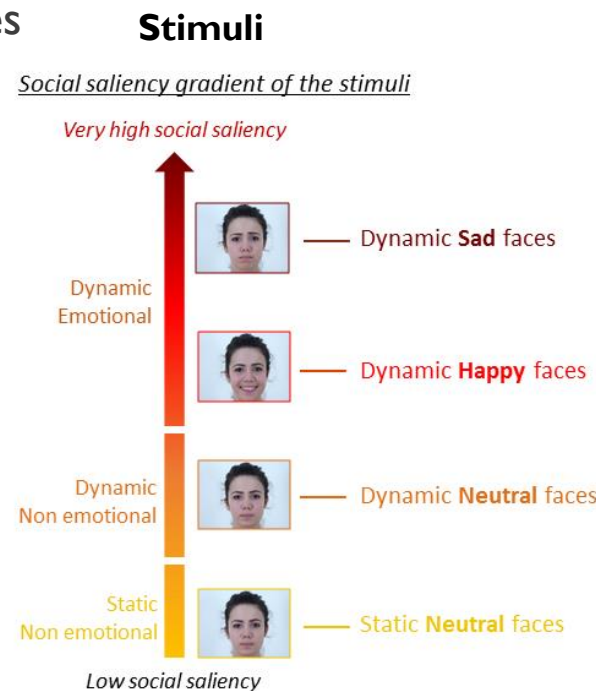 es
Stimuli
Social saliency gradient of the stimuli
Very high social saliency
Dynamic Sad faces
Dynamic
Emotional
Dynamic Happy faces
Dynamic
Non emotional
Dynamic Neutral faces
Static
Non emotional
Static Neutral faces
Low social saliency